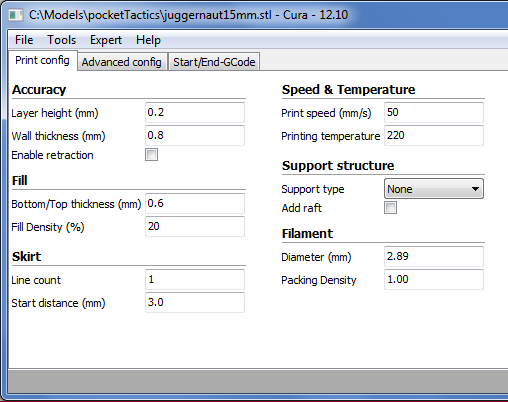 C:\Models\pocketTactics\juggernaut15mm.stl - Cura - 12.10
File Tools Expert Help
Print config Advanced config Start/End-GCode
Accuracy
Layer height (mm) 0.2
Wall thickness (mm) 0.8
Enable retraction
Fill
Bottom/Top thickness (mm) 0.6
Fill Density (%) 20
Skirt
Line count 1
Start distance (mm) 3.0
Speed & Temperature
Print speed (mm/s) 50
Printing temperature 220
Support structure
Support type None
Add raft
Filament
Diameter (mm) 2.89
Packing Density 1.00